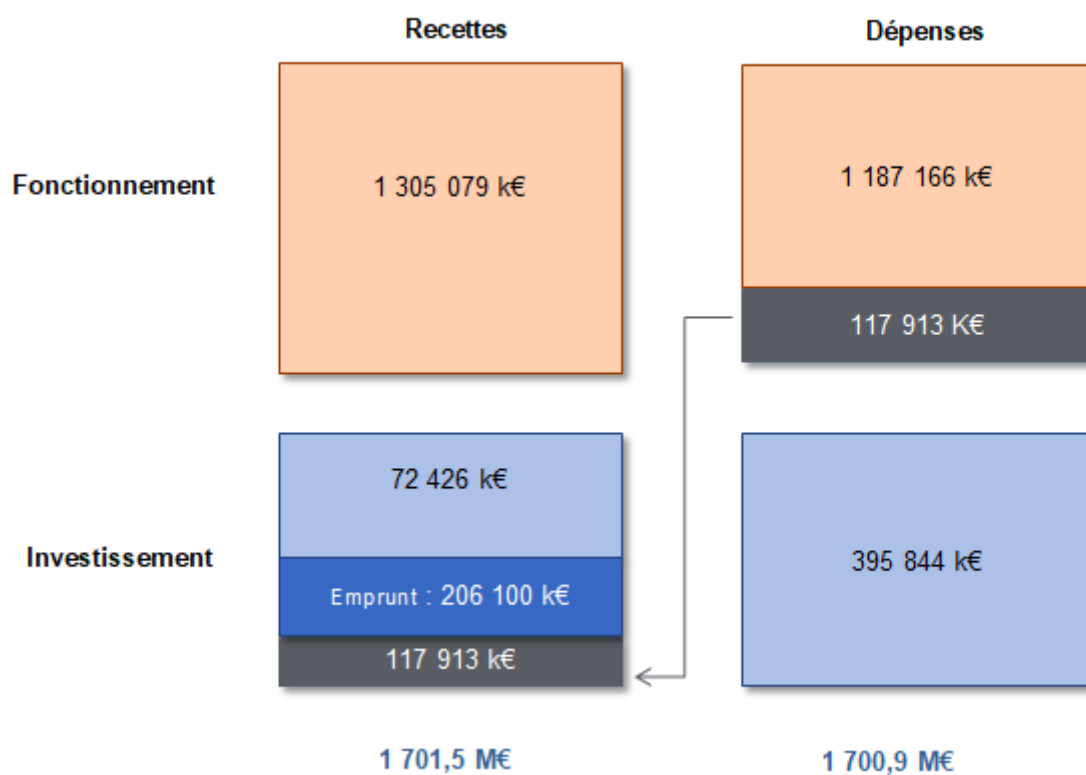 Recettes
Dépenses
Fonctionnement
1 305 079 k€
1 187 166 k€
117 913 K€
Investissement
72 426 k€
Emprunt : 206 100 k€
117 913 k€
395 844 k€
1 701,5 M€
1 700,9 M€